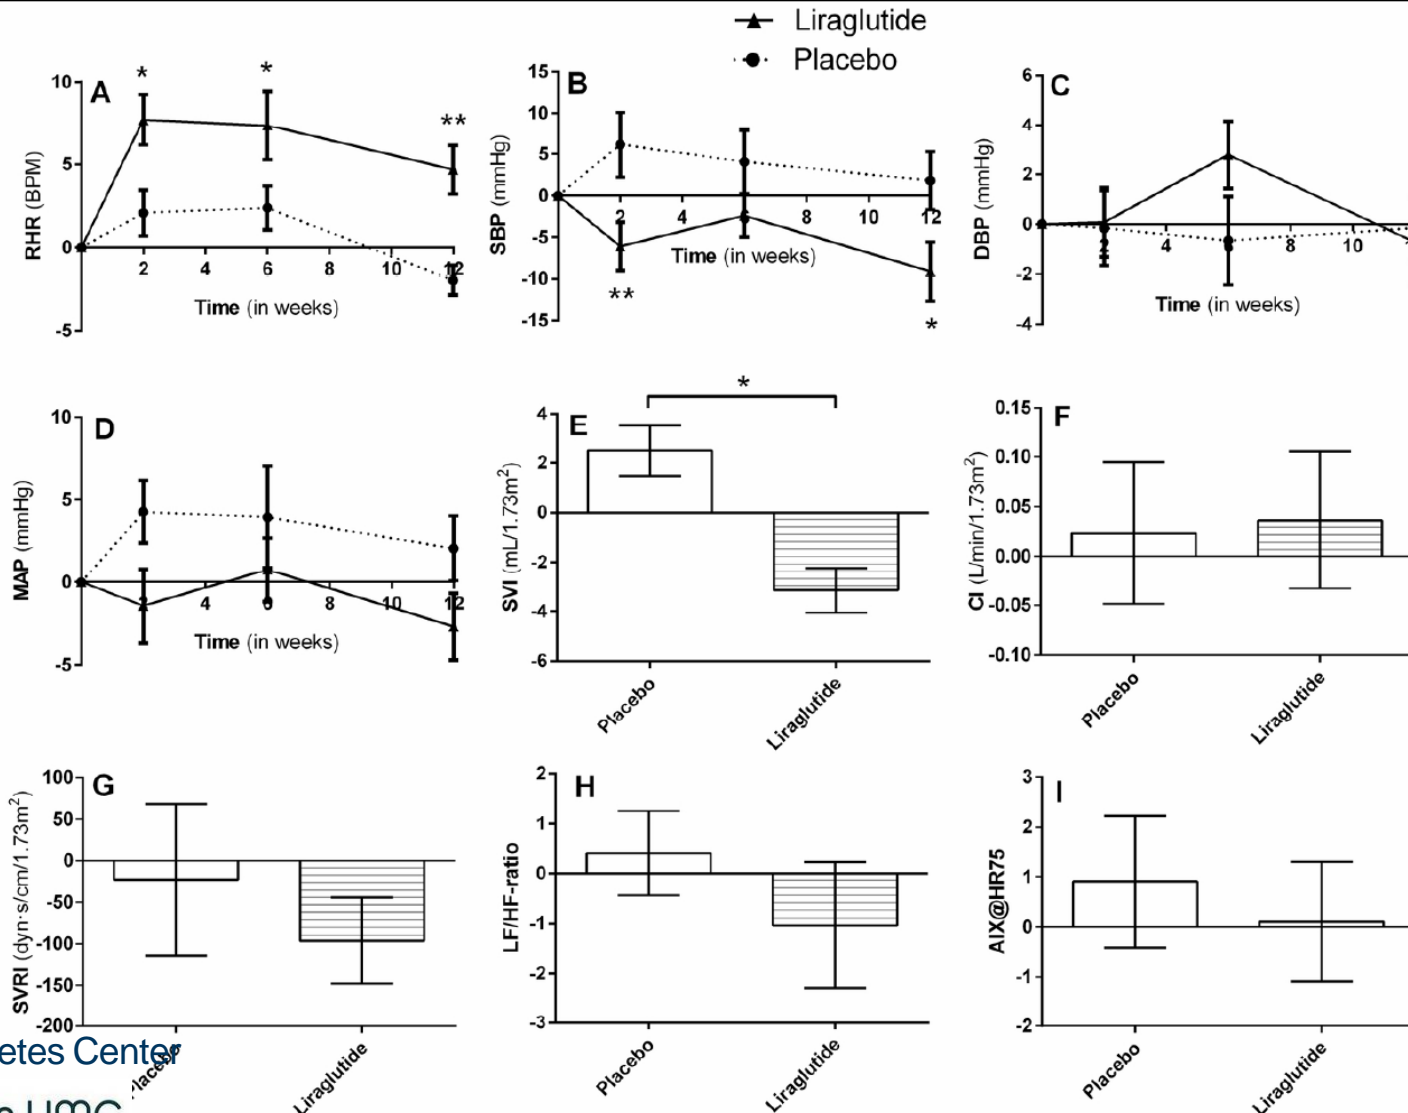 Liraglutide
Placebo
A
RHR (BPM)
10
5
0
-5
2 4 6 8 10 12
Time (in weeks)
* * **
B
SBP (mmHg)
15
10
5
0
-5
-10
-15
2 4 8 10 12
Time (in weeks)
** *
C
DBP (mmHg)
6
4
2
0
-2
-4
2 4 8 10
Time (in weeks)
D
MAP (mmHg)
10
5
0
-5
4 6 8 10 12
Time (in weeks)
E
*
SVI (mL/1.73m²)
4
2
0
-2
-4
-6
Placebo
Liraglutide
F
CI (L/min/1.73m²)
0.15
0.10
0.05
0.00
-0.05
-0.10
Placebo
Liraglutide
G
SVRI (dyn·s/cm/1.73m²)
100
50
0
-50
-100
-150
-200
Placebo
Liraglutide
H
LF/HF-ratio
2
1
0
-1
-2
-3
Placebo
Liraglutide
I
AIX@HR75
3
2
1
0
-1
-2
Placebo
Liraglutide
etes Center